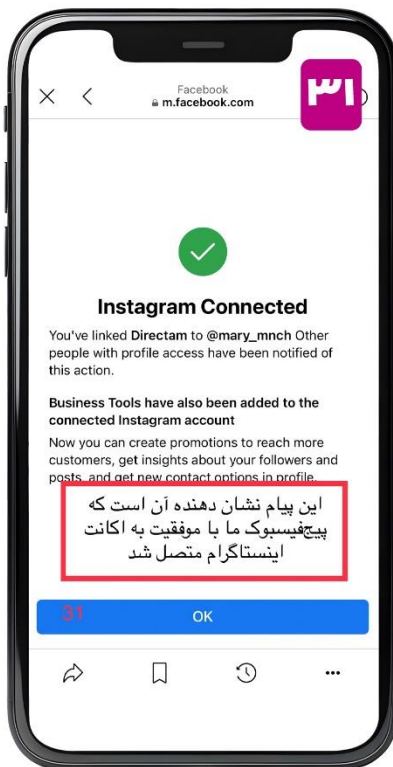 Facebook
m.facebook.com
۳۱
Instagram Connected
You've linked Directam to @mary_mnch Other
people with profile access have been notified of
this action.
Business Tools have also been added to the
connected Instagram account
Now you can create promotions to reach more
customers, get insights about your followers and
posts, and get new contact options in profile.
این پیام نشان دهنده آن است که
پیج‌فیسبوک ما با موفقیت به اکانت
اینستاگرام متصل شد
31
OK